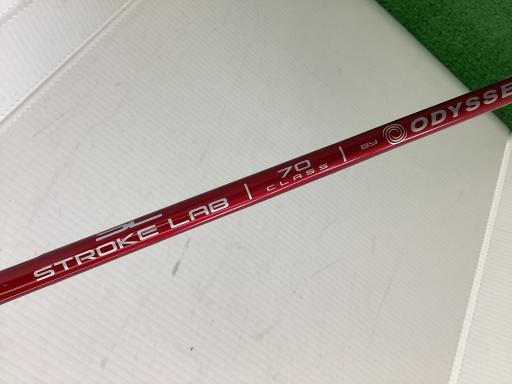 STROKE LAB | 70 CLASS | BY ODYSSE